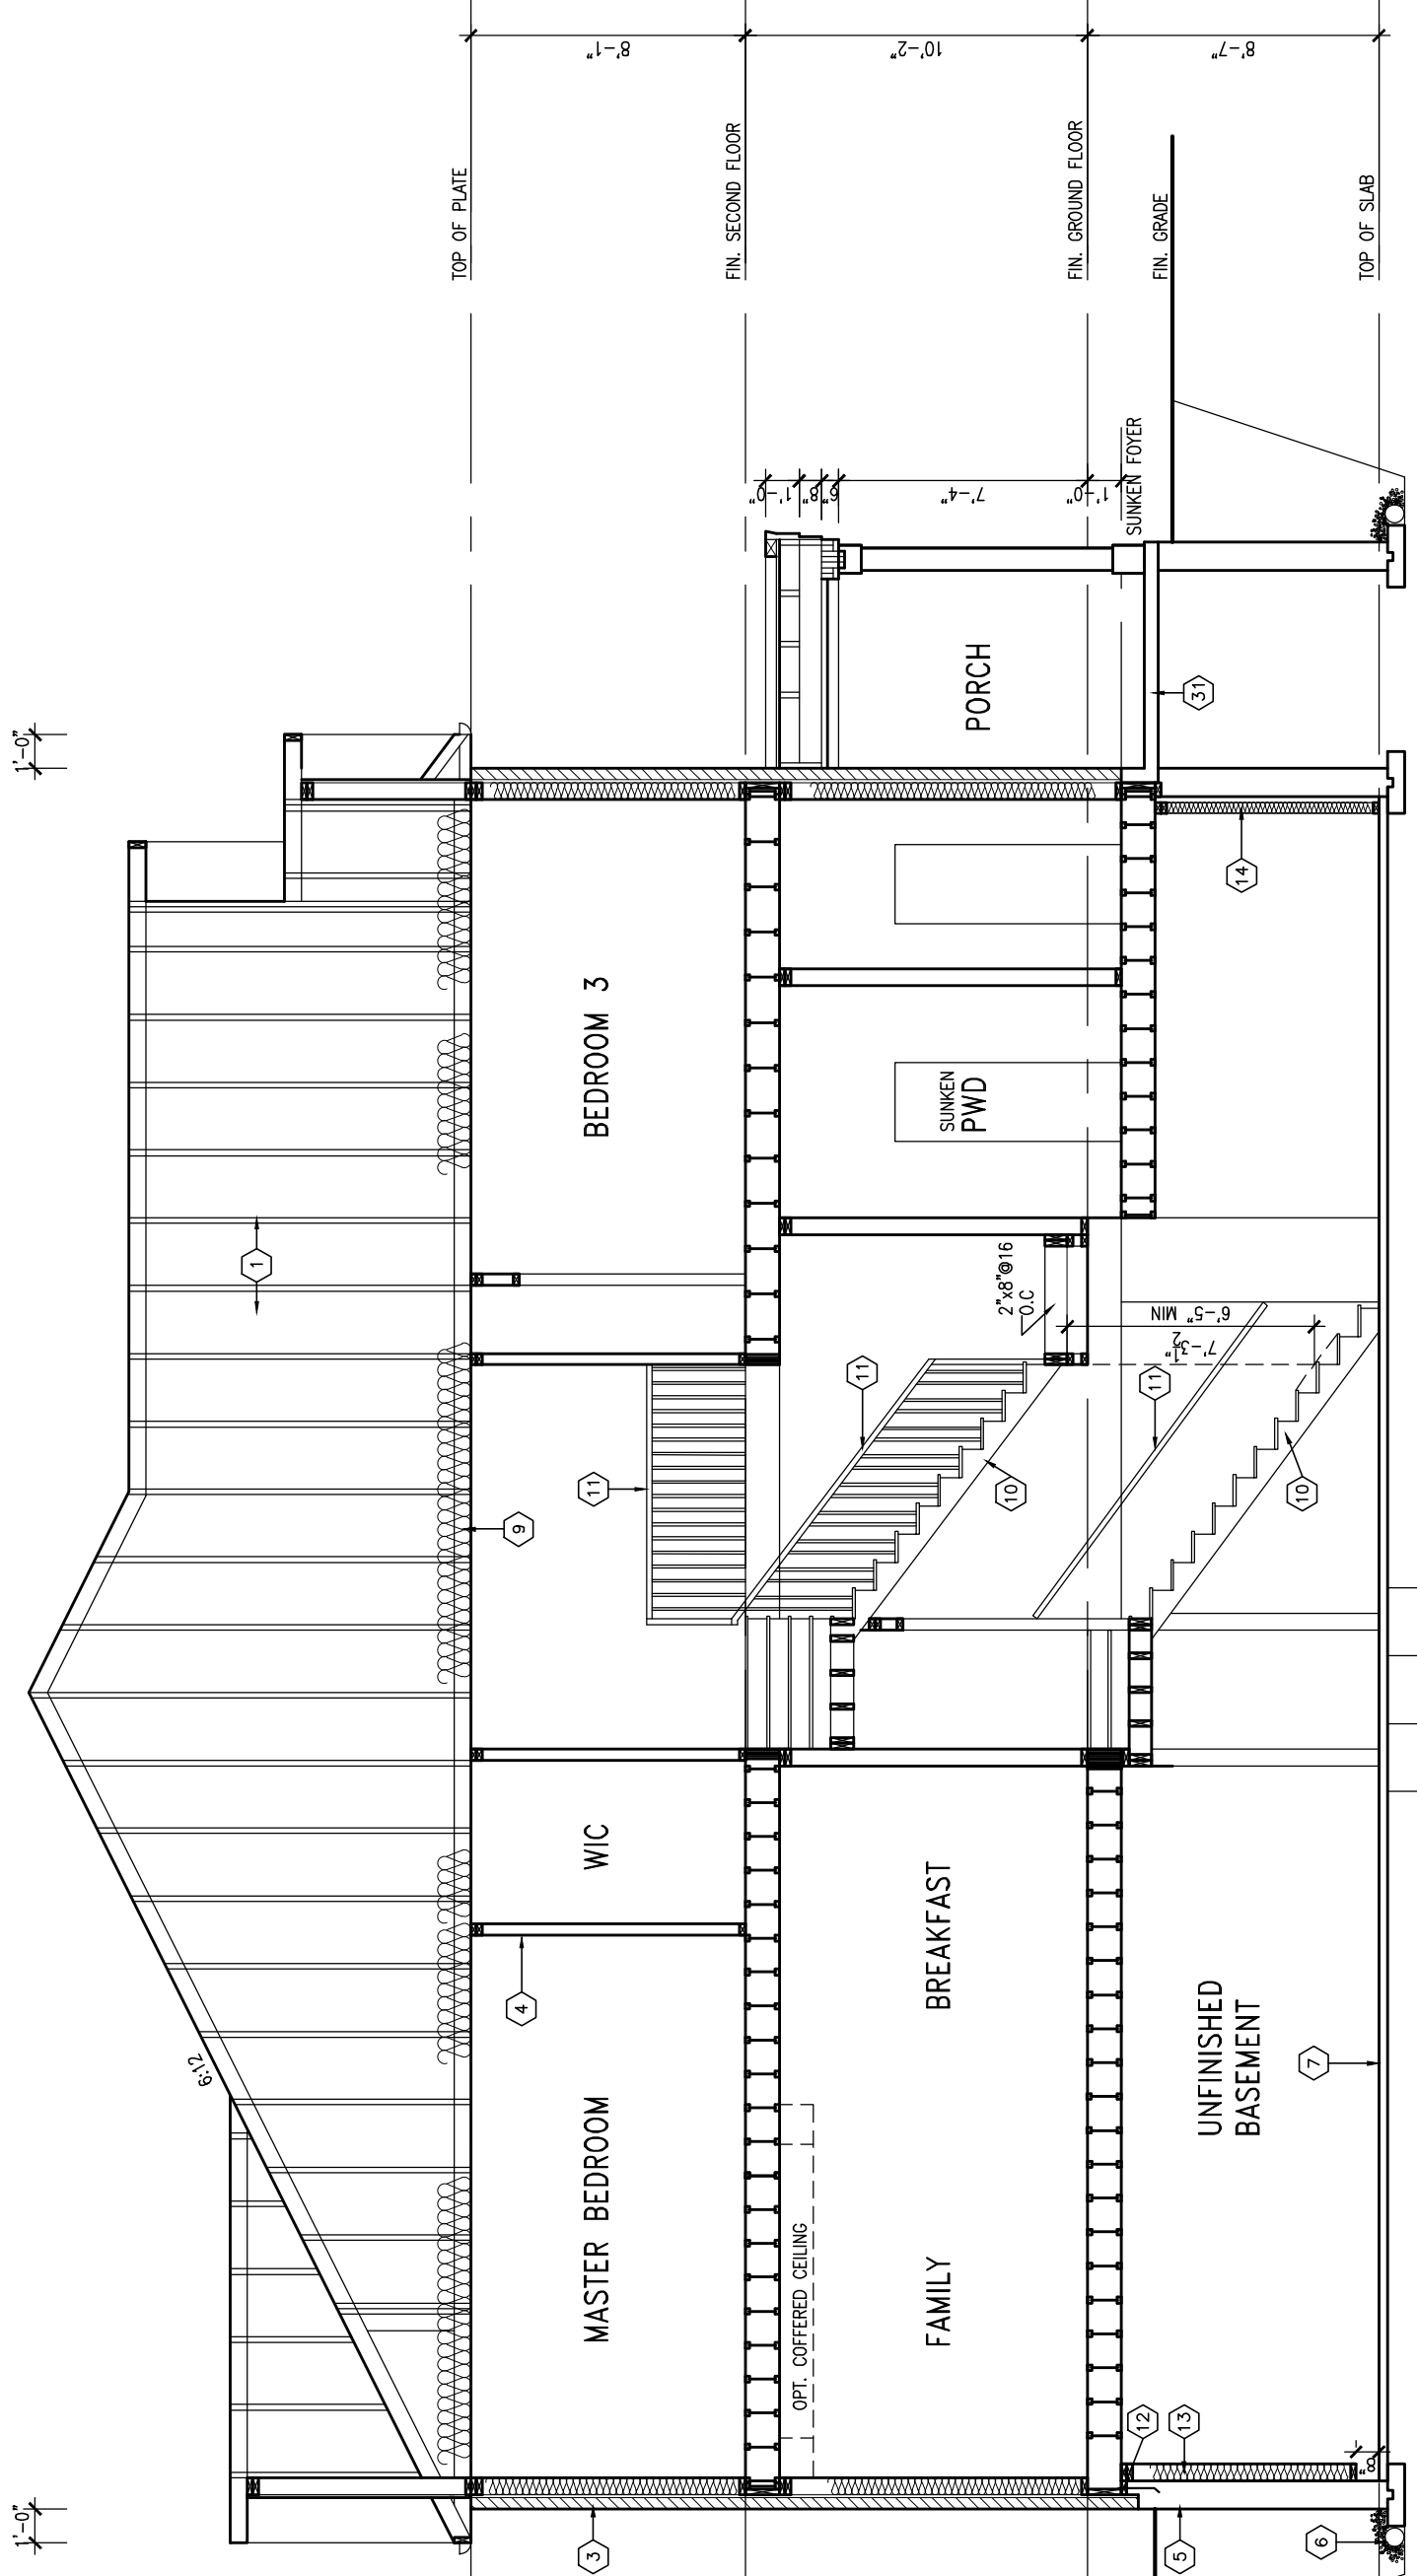 1'-0"
1'-0"
6:12
1
9
TOP OF PLATE
8'-1"
MASTER BEDROOM
WIC
BEDROOM 3
3
4
11
FIN. SECOND FLOOR
10'-2"
OPT. COFFERED CEILING
FAMILY
BREAKFAST
11
10
2"x8"@16
O.C
SUNKEN
PWD
PORCH
1'-0"
8"
6"
7'-4"
1'-0"
SUNKEN FOYER
FIN. GROUND FLOOR
8'-7"
FIN. GRADE
12
13
5
6
8"
UNFINISHED
BASEMENT
7
11
10
6'-5" MIN
7'-3 1/2"
14
31
TOP OF SLAB